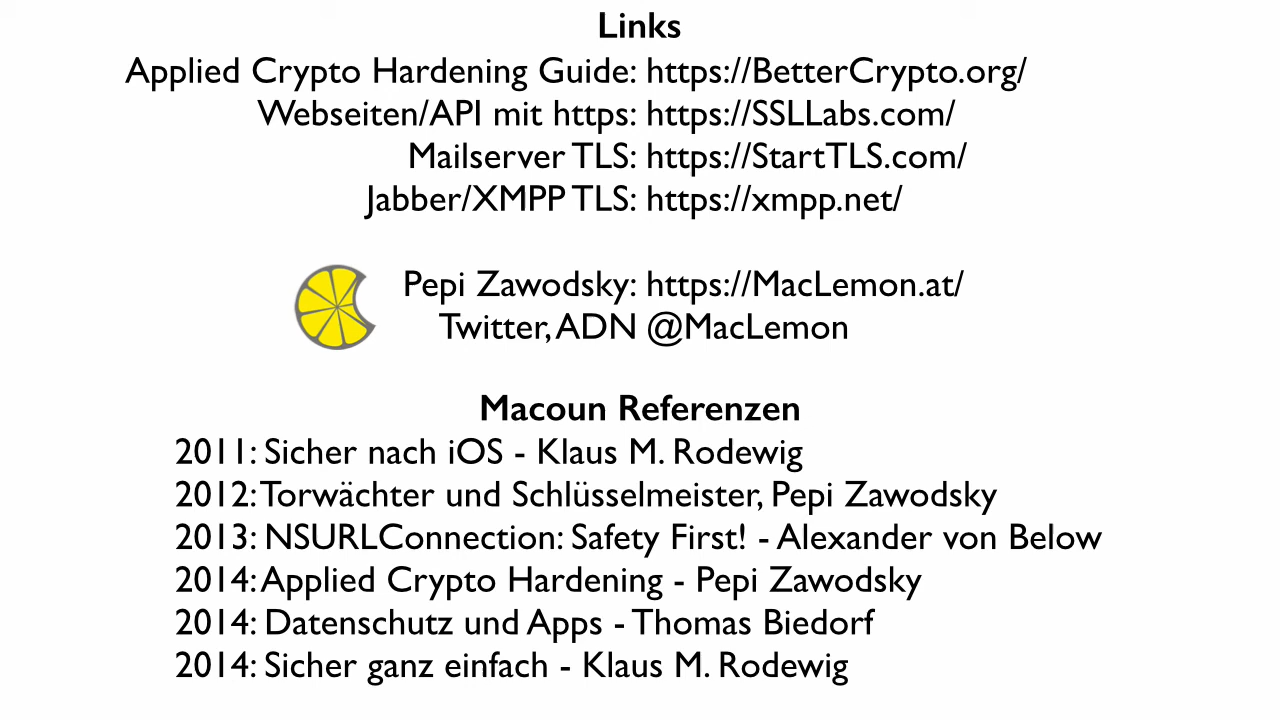 Links
Applied Crypto Hardening Guide: https://BetterCrypto.org/
Webseiten/API mit https: https://SSLLabs.com/
Mailserver TLS: https://StartTLS.com/
Jabber/XMPP TLS: https://xmpp.net/
Pepi Zawodsky: https://MacLemon.at/
Twitter, ADN @MacLemon
Macoun Referenzen
2011: Sicher nach iOS - Klaus M. Rodewig
2012: Torwächter und Schlüsselmeister, Pepi Zawodsky
2013: NSURLConnection: Safety First! - Alexander von Below
2014: Applied Crypto Hardening - Pepi Zawodsky
2014: Datenschutz und Apps - Thomas Biedorf
2014: Sicher ganz einfach - Klaus M. Rodewig